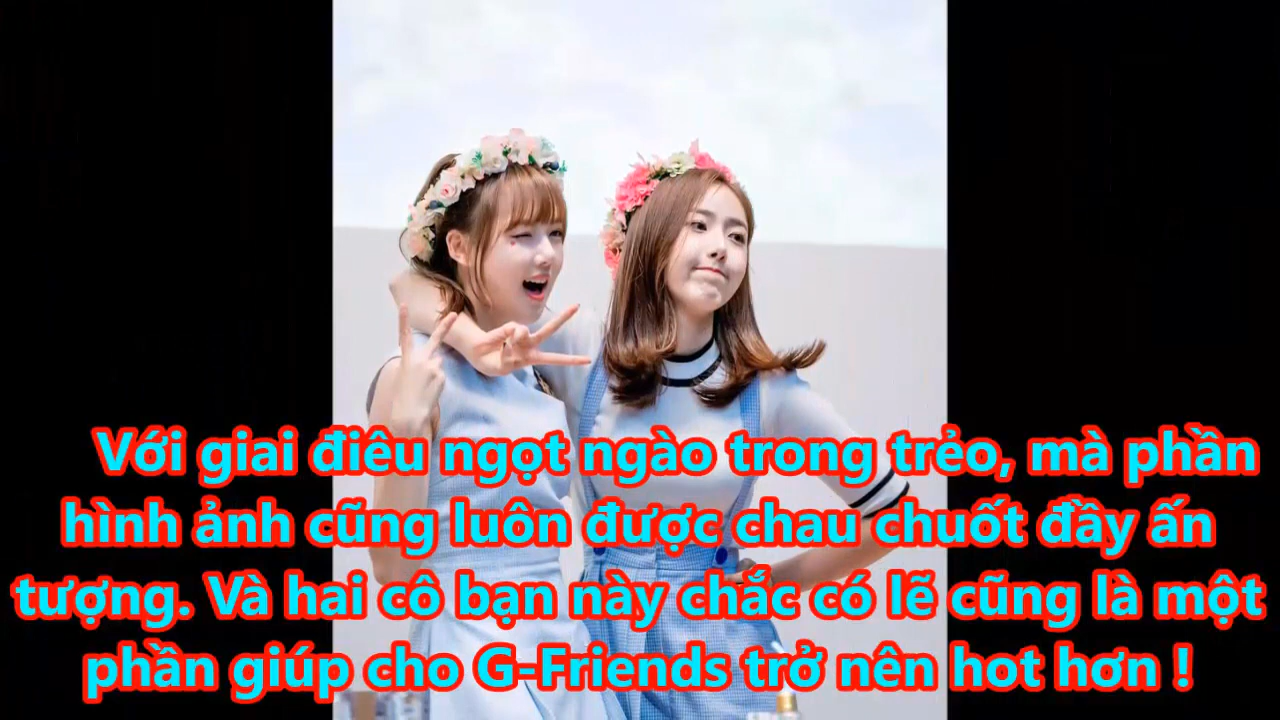 Với giai điêu ngọt ngào trong trẻo, mà phần
hình ảnh cũng luôn được chau chuốt đầy ấn
tượng. Và hai cô bạn này chắc có lẽ cũng là một
phần giúp cho G-Friends trở nên hot hơn !